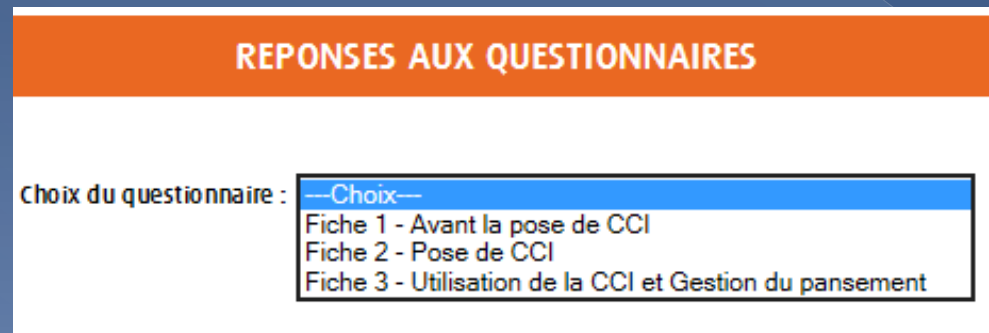 REPONSES AUX QUESTIONNAIRES
Choix du questionnaire : ---Choix---
Fiche 1 - Avant la pose de CCI
Fiche 2 - Pose de CCI
Fiche 3 - Utilisation de la CCI et Gestion du pansement